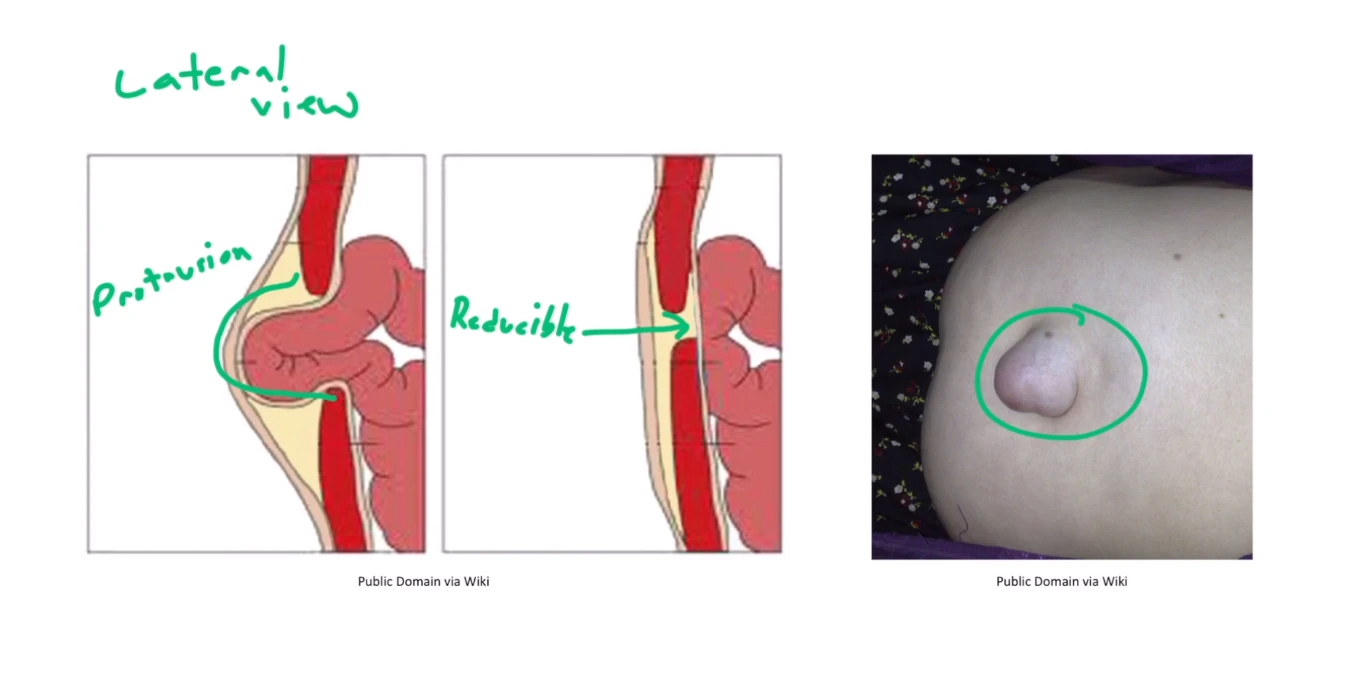 Lateral
view
Protrusion
Reducible
Public Domain via Wiki
Public Domain via Wiki